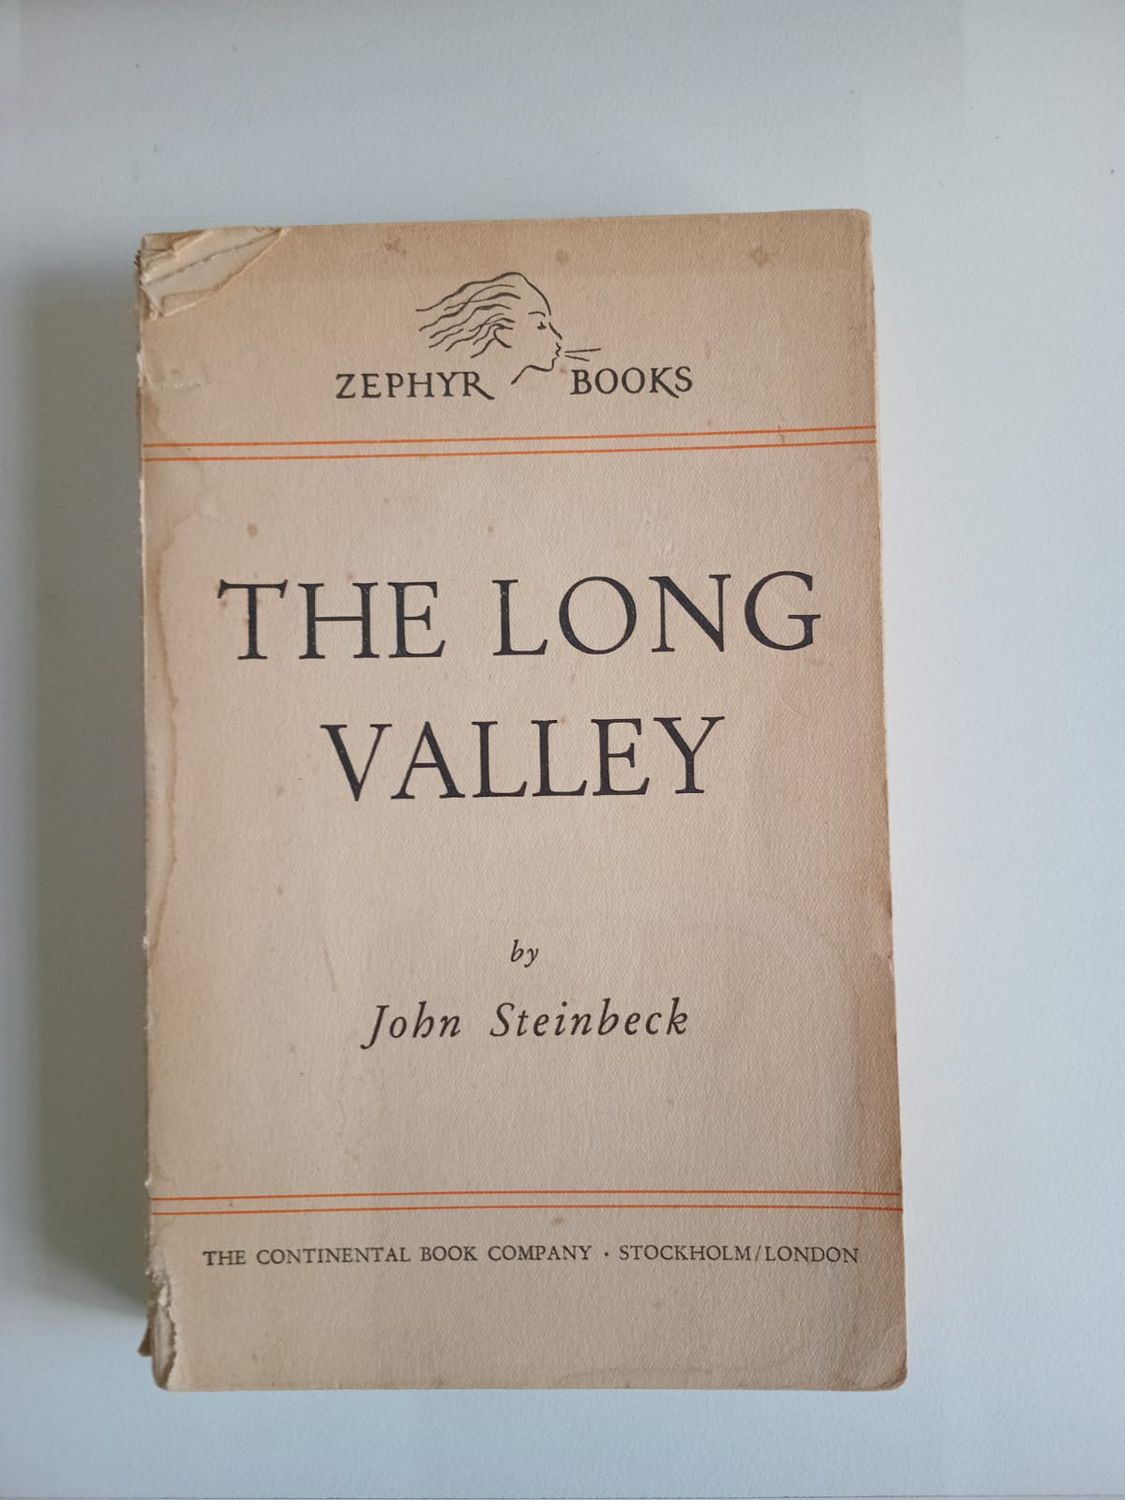 ZEPHYR BOOKS
THE LONG
VALLEY
by
John Steinbeck
THE CONTINENTAL BOOK COMPANY · STOCKHOLM/LONDON